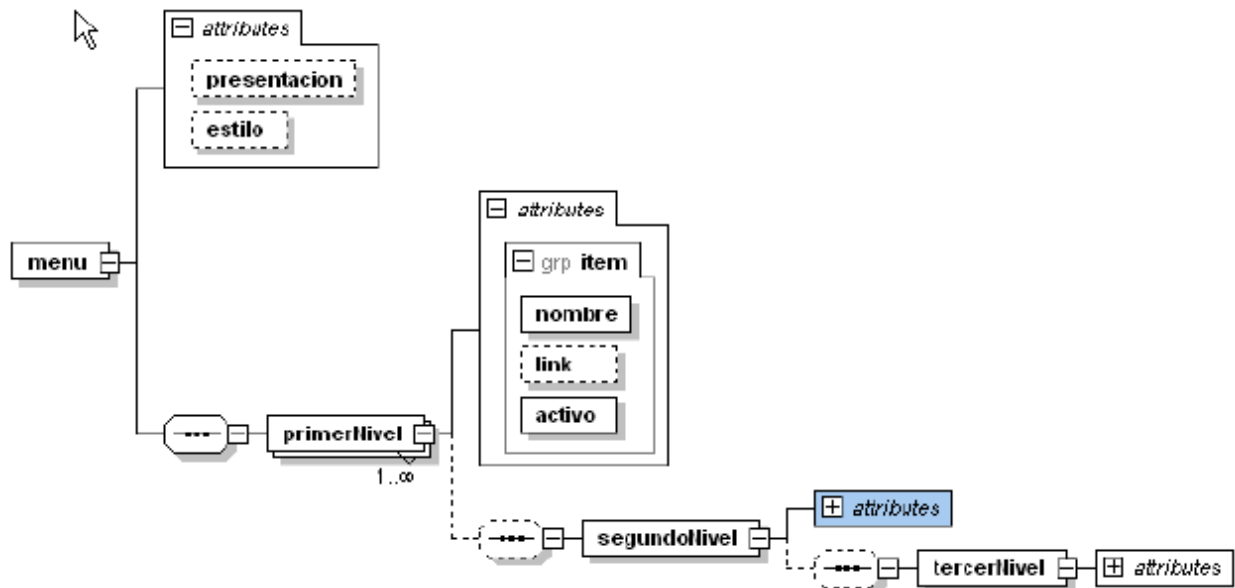 attributes
presentacion
estilo
menu
attributes
grp item
nombre
link
activo
primerNivel
1..∞
attributes
segundoNivel
tercerNivel
attributes